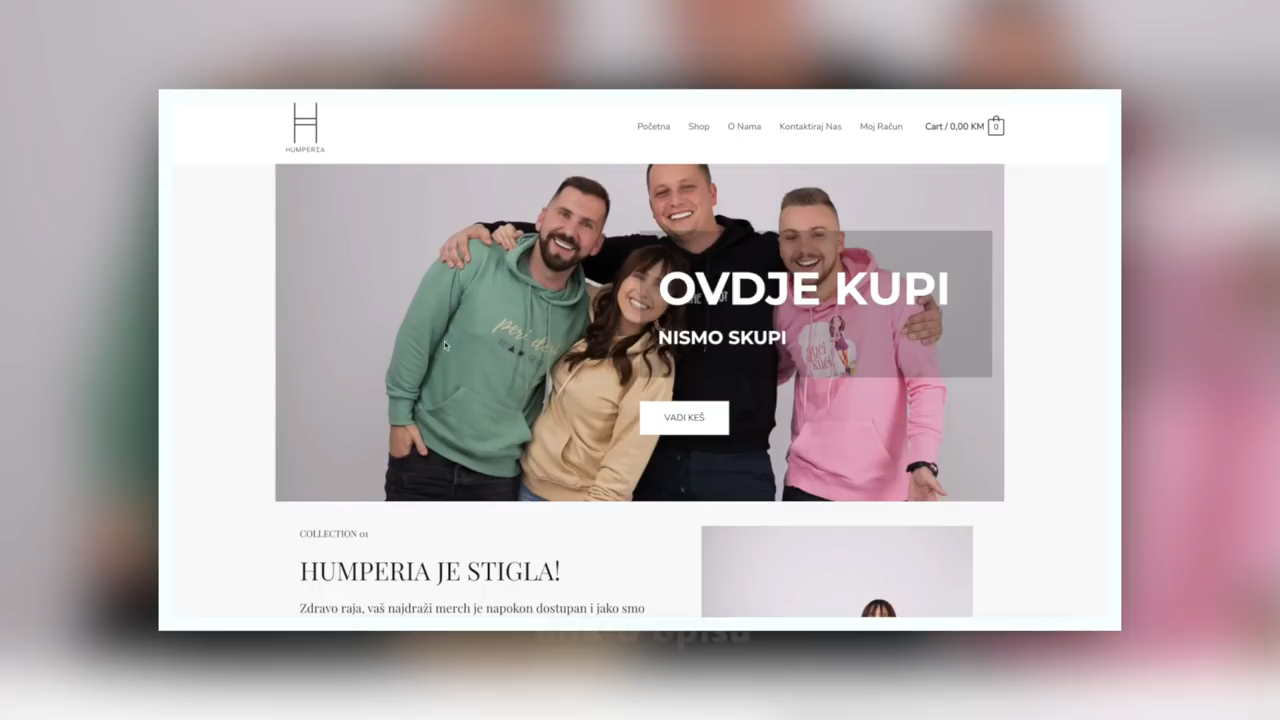 HUMPERIA
Početna Shop O Nama Kontaktiraj Nas Moj Račun Cart / 0,00 KM 0
OVDJE KUPI
NISMO SKUPI
VADI KEŠ
COLLECTION 01
HUMPERIA JE STIGLA!
Zdravo raja, vaš najdraži merch je napokon dostupan i jako smo